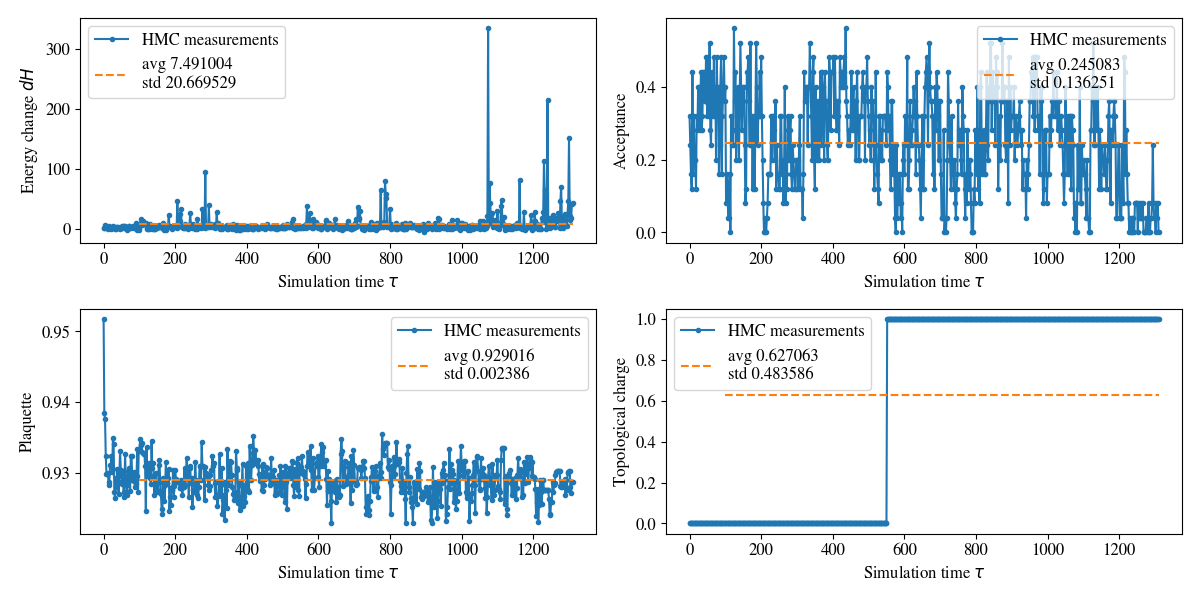 300
200
100
0
Energy change dH
HMC measurements
avg 7.491004
std 20.669529
0 200 400 600 800 1000 1200
Simulation time τ
0.4
0.2
0.0
Acceptance
HMC measurements
avg 0.245083
std 0.136251
0 200 400 600 800 1000 1200
Simulation time τ
0.95
0.94
0.93
Plaquette
HMC measurements
avg 0.929016
std 0.002386
0 200 400 600 800 1000 1200
Simulation time τ
1.0
0.8
0.6
0.4
0.2
0.0
Topological charge
HMC measurements
avg 0.627063
std 0.483586
0 200 400 600 800 1000 1200
Simulation time τ